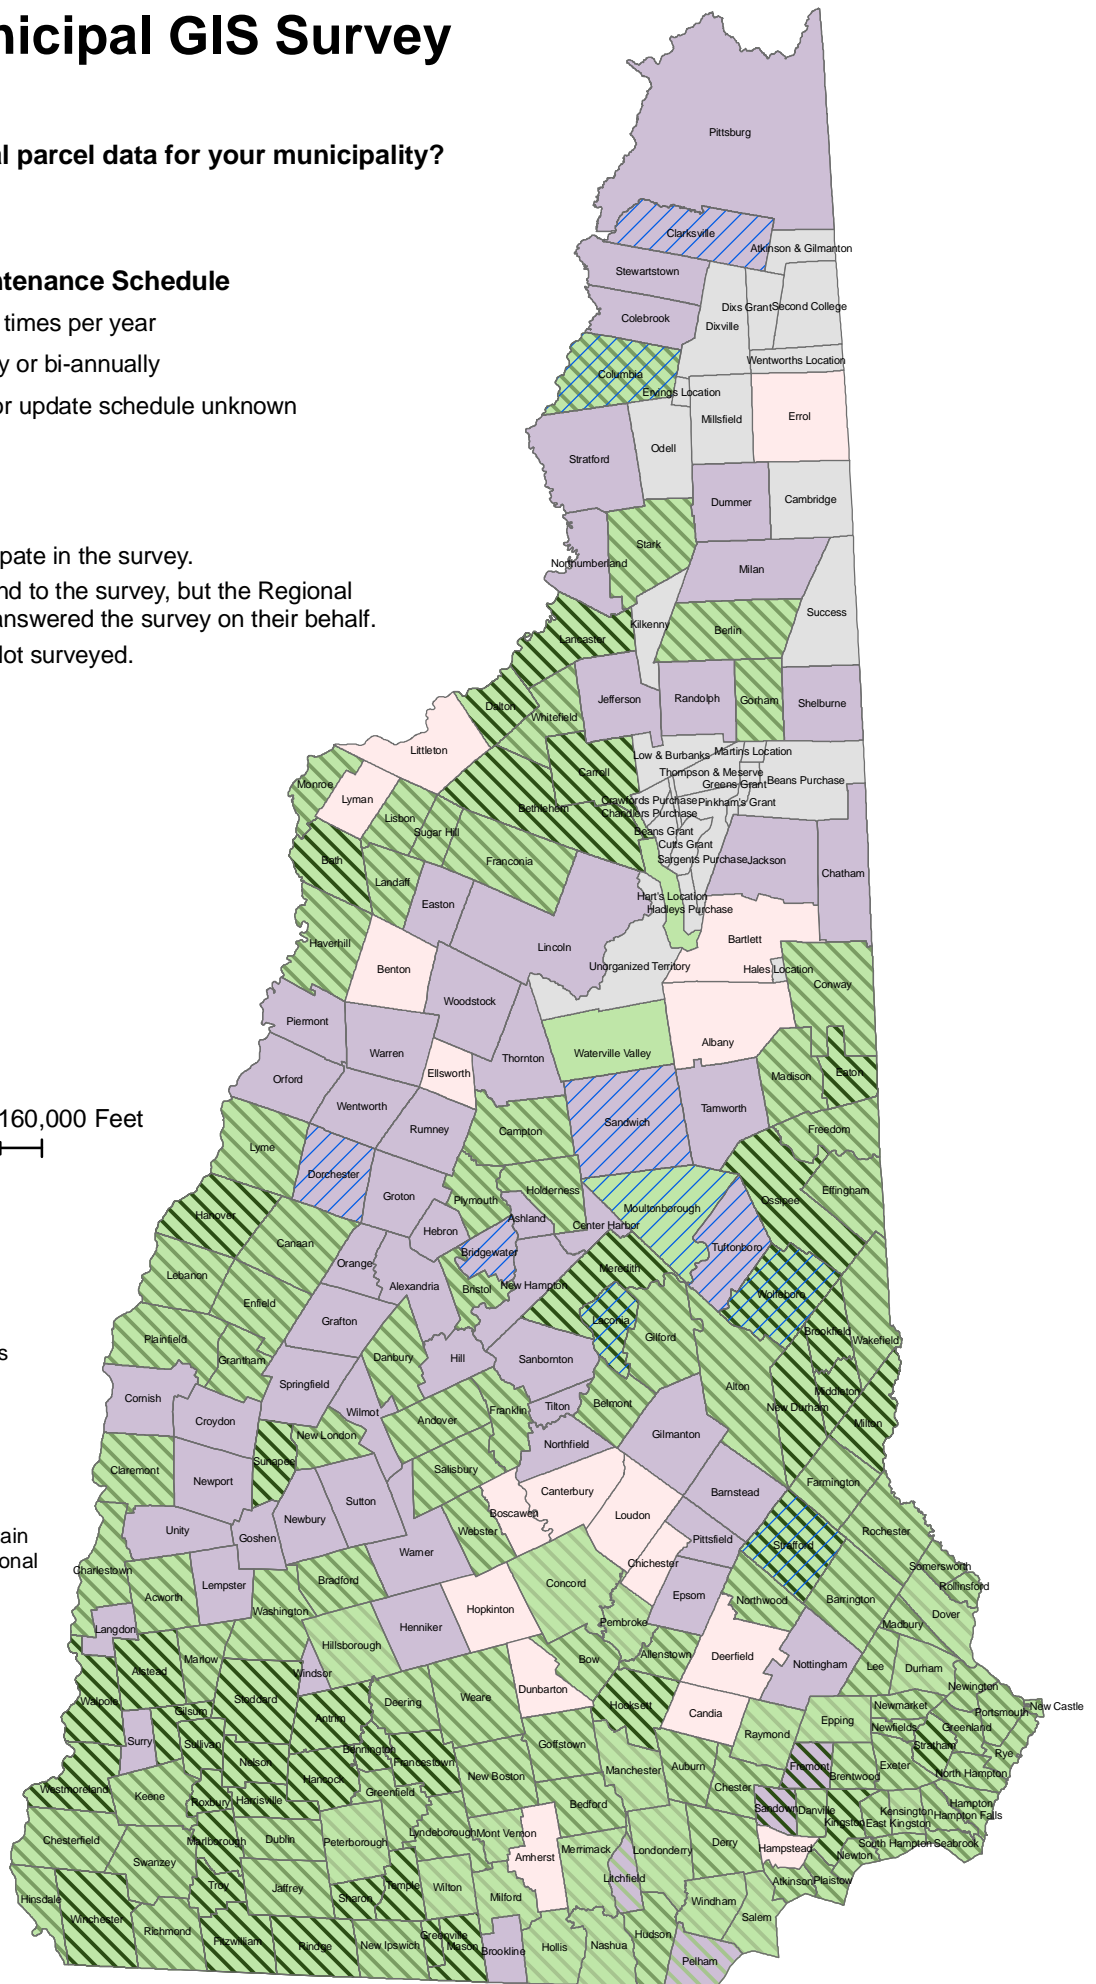 nicipal GIS Survey
al parcel data for your municipality?
ntenance Schedule
times per year
y or bi-annually
or update schedule unknown
pate in the survey.
nd to the survey, but the Regional
answered the survey on their behalf.
Not surveyed.
160,000 Feet
s
ain
onal
Pittsburg
Clarksville
Atkinson & Gilmanton
Stewartstown
Dixs Grant
Second College
Colebrook
Dixville
Wentworths Location
Columbia
Ervings Location
Errol
Millsfield
Odell
Stratford
Dummer
Cambridge
Stark
Northumberland
Milan
Success
Kilkenny
Berlin
Lancaster
Jefferson
Randolph
Gorham
Shelburne
Dalton
Whitefield
Littleton
Low & Burbanks
Martins Location
Carroll
Thompson & Meserve
Greens Grant
Beans Purchase
Monroe
Lyman
Bethlehem
Crawfords Purchase
Pinkham's Grant
Chandlers Purchase
Lisbon
Sugar Hill
Beans Grant
Cutts Grant
Bath
Franconia
Sargents Purchase
Jackson
Chatham
Landaff
Easton
Hart's Location
Hadleys Purchase
Haverhill
Lincoln
Bartlett
Benton
Unorganized Territory
Hales Location
Conway
Woodstock
Piermont
Warren
Thornton
Waterville Valley
Albany
Ellsworth
Madison
Eaton
Orford
Wentworth
Rumney
Sandwich
Tamworth
Campton
Freedom
Lyme
Dorchester
Groton
Plymouth
Holderness
Moultonborough
Ossipee
Effingham
Hanover
Ashland
Center Harbor
Hebron
Canaan
Bridgewater
Tuftonboro
Orange
Lebanon
Alexandria
Bristol
New Hampton
Meredith
Wolfeboro
Enfield
Grafton
Laconia
Gilford
Brookfield
Wakefield
Plainfield
Grantham
Danbury
Hill
Sanbornton
Springfield
Alton
Middleton
New Durham
Cornish
Croydon
Wilmot
Andover
Franklin
Tilton
Belmont
Milton
New London
Gilmanton
Northfield
Sunapee
Claremont
Newport
Salisbury
Farmington
Canterbury
Barnstead
Sutton
Newbury
Boscawen
Loudon
Unity
Goshen
Webster
Pittsfield
Strafford
Rochester
Warner
Chichester
Charlestown
Acworth
Lempster
Bradford
Concord
Epsom
Northwood
Barrington
Somersworth
Rollinsford
Washington
Hopkinton
Pembroke
Madbury
Dover
Langdon
Henniker
Hillsborough
Allenstown
Deerfield
Nottingham
Lee
Durham
Alstead
Marlow
Windsor
Bow
Newington
Walpole
Stoddard
Dunbarton
Weare
Deering
Hooksett
Newmarket
Portsmouth
New Castle
Gilsum
Antrim
Candia
Epping
Raymond
Newfields
Greenland
Surry
Sullivan
Nelson
Bennington
Francestown
Goffstown
Stratham
Rye
Westmoreland
Keene
Hancock
New Boston
Manchester
Auburn
Fremont
Brentwood
Exeter
North Hampton
Roxbury
Harrisville
Greenfield
Bedford
Chester
Sandown
Danville
Kingston
Kensington
East Kingston
Hampton
Hampton Falls
Chesterfield
Marlborough
Dublin
Peterborough
Lyndeborough
Mont Vernon
Amherst
Merrimack
Londonderry
Derry
Hampstead
Newton
South Hampton
Seabrook
Swanzey
Troy
Jaffrey
Sharon
Temple
Wilton
Milford
Litchfield
Windham
Atkinson
Plaistow
Hinsdale
Winchester
Richmond
Fitzwilliam
Rindge
New Ipswich
Greenville
Mason
Brookline
Hollis
Nashua
Hudson
Salem
Pelham